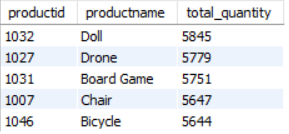 productid productname total_quantity
1032 Doll 5845
1027 Drone 5779
1031 Board Game 5751
1007 Chair 5647
1046 Bicycle 5644